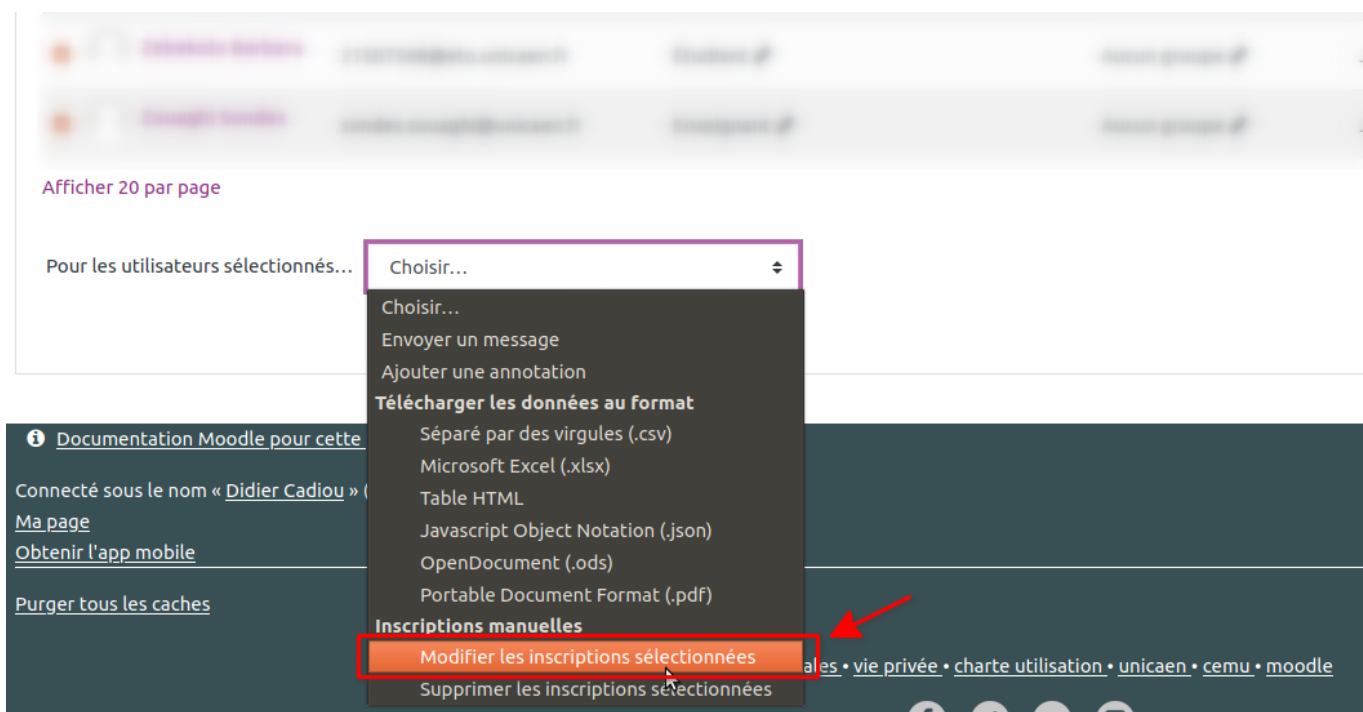 Afficher 20 par page
Pour les utilisateurs sélectionnés...
Choisir...
Choisir...
Envoyer un message
Ajouter une annotation
Télécharger les données au format
Séparé par des virgules (.csv)
Microsoft Excel (.xlsx)
Table HTML
Javascript Object Notation (.json)
OpenDocument (.ods)
Portable Document Format (.pdf)
Inscriptions manuelles
Modifier les inscriptions sélectionnées
Supprimer les inscriptions sélectionnées
Documentation Moodle pour cette
Connecté sous le nom « Didier Cadiou » (
Ma page
Obtenir l'app mobile
Purger tous les caches
ales • vie privée • charte utilisation • unicaen • cemu • moodle